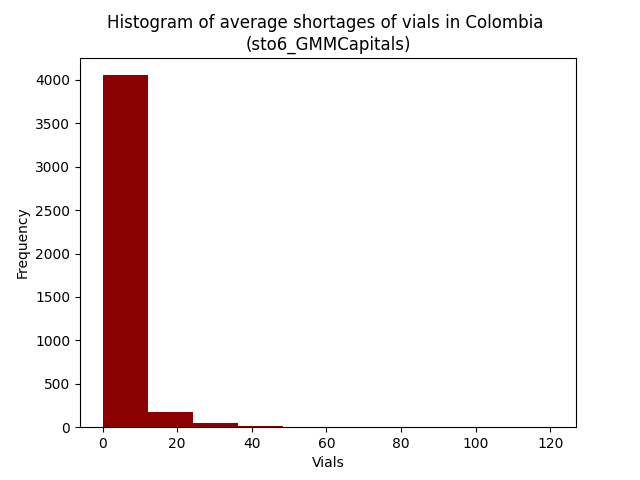 Histogram of average shortages of vials in Colombia
(sto6_GMMCapitals)
4000
3500
3000
2500
2000
1500
1000
500
0
Frequency
0 20 40 60 80 100 120
Vials